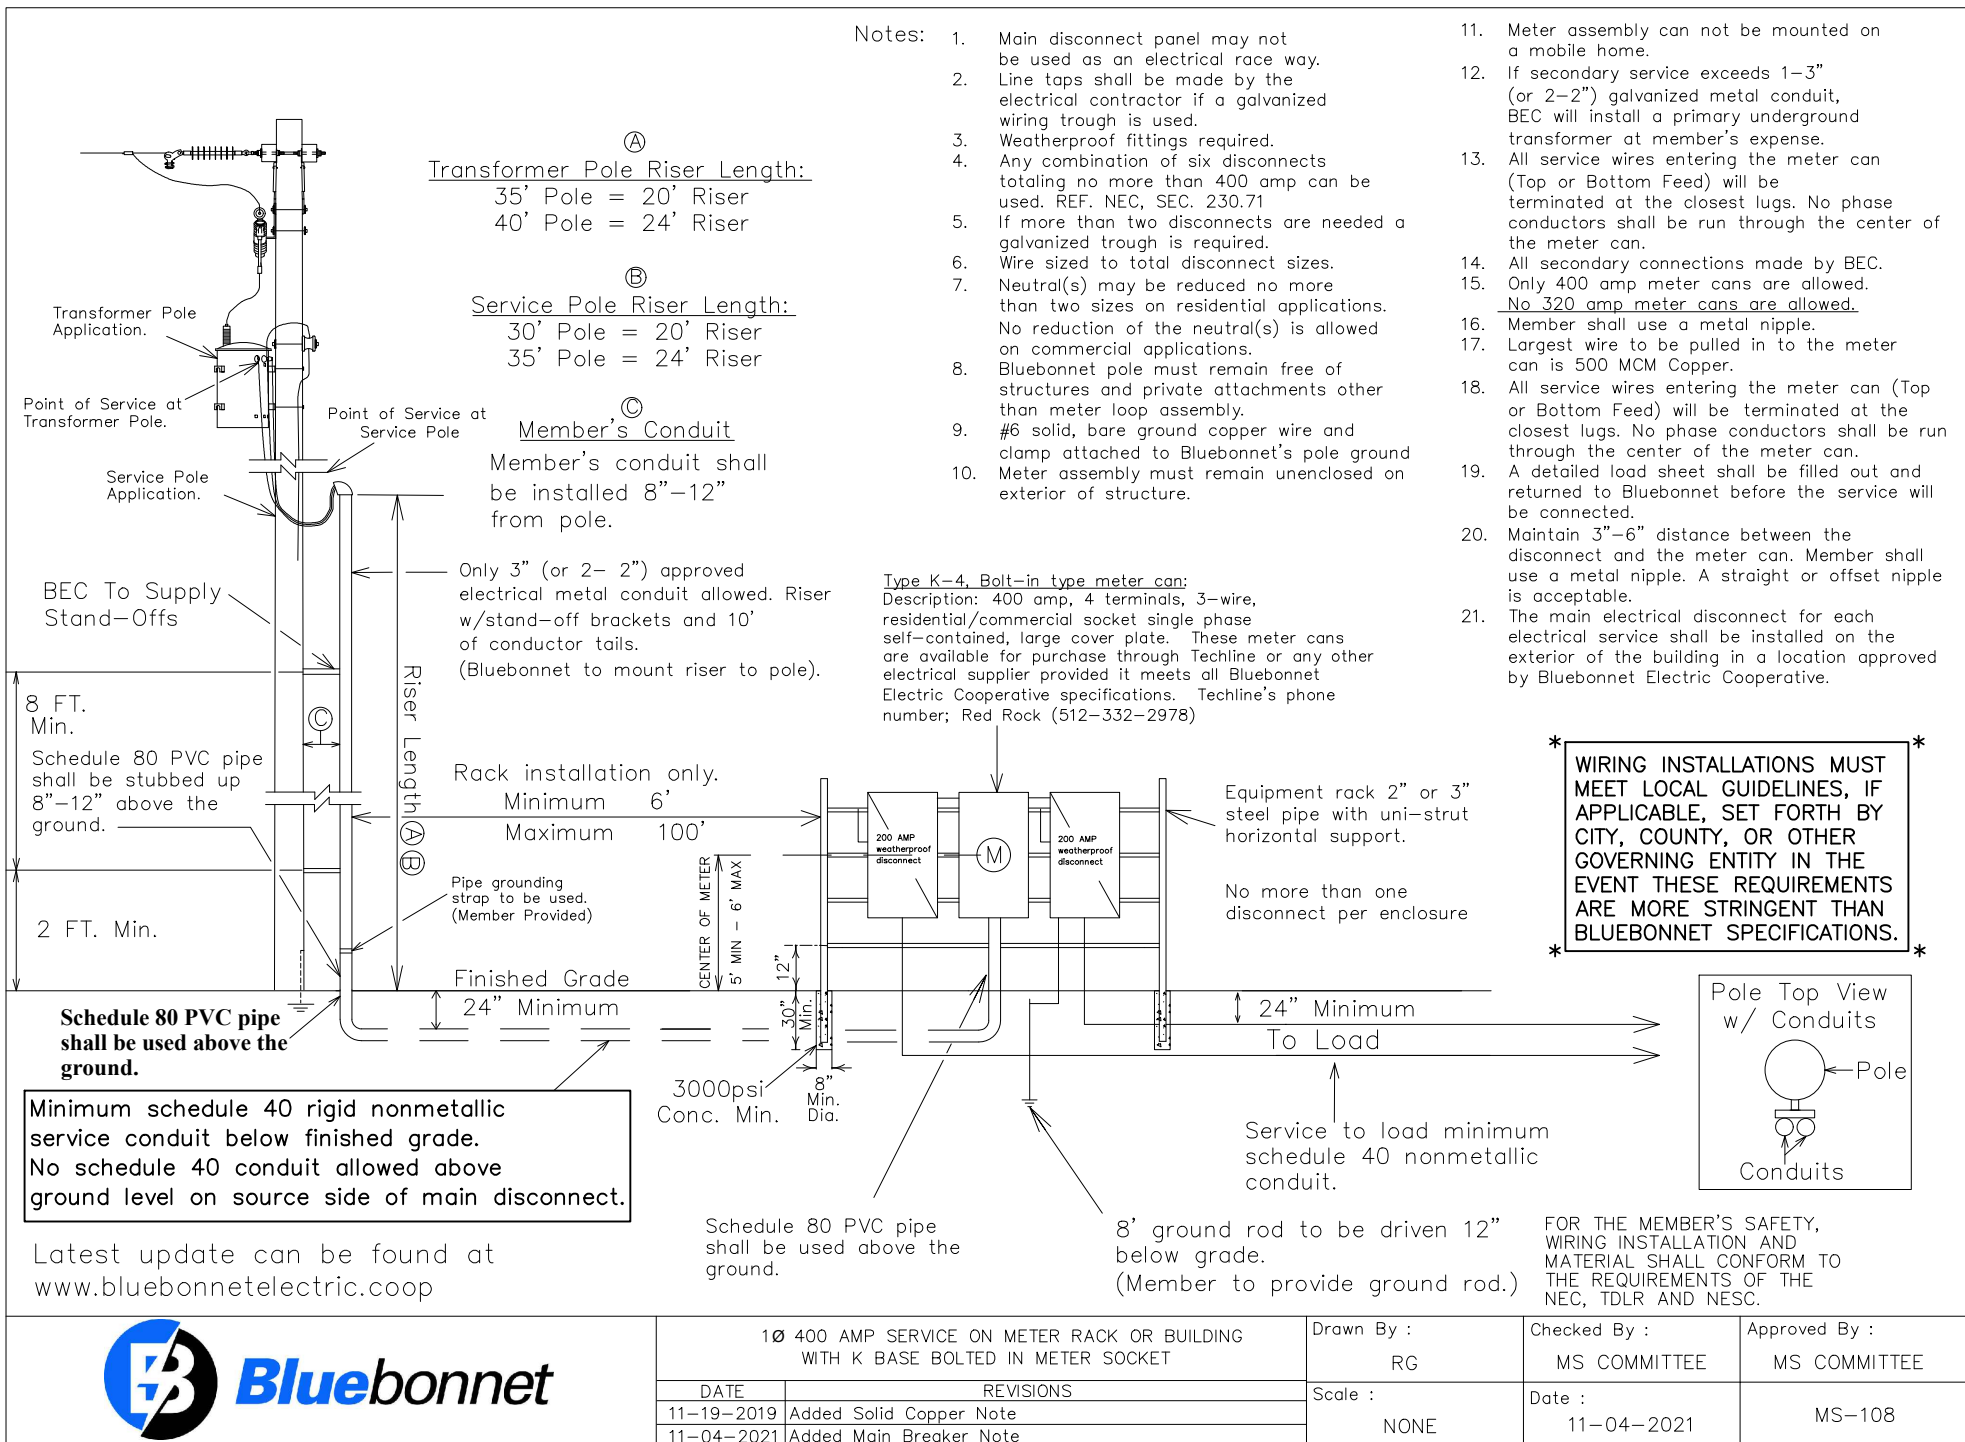 Notes:
1. Main disconnect panel may not
be used as an electrical race way.
2. Line taps shall be made by the
electrical contractor if a galvanized
wiring trough is used.
3. Weatherproof fittings required.
4. Any combination of six disconnects
totaling no more than 400 amp can be
used. REF. NEC, SEC. 230.71
5. If more than two disconnects are needed a
galvanized trough is required.
6. Wire sized to total disconnect sizes.
7. Neutral(s) may be reduced no more
than two sizes on residential applications.
No reduction of the neutral(s) is allowed
on commercial applications.
8. Bluebonnet pole must remain free of
structures and private attachments other
than meter loop assembly.
9. #6 solid, bare ground copper wire and
clamp attached to Bluebonnet's pole ground
10. Meter assembly must remain unenclosed on
exterior of structure.
11. Meter assembly can not be mounted on
a mobile home.
12. If secondary service exceeds 1-3"
(or 2-2") galvanized metal conduit,
BEC will install a primary underground
transformer at member's expense.
13. All service wires entering the meter can
(Top or Bottom Feed) will be
terminated at the closest lugs. No phase
conductors shall be run through the center of
the meter can.
14. All secondary connections made by BEC.
15. Only 400 amp meter cans are allowed.
No 320 amp meter cans are allowed.
16. Member shall use a metal nipple.
17. Largest wire to be pulled in to the meter
can is 500 MCM Copper.
18. All service wires entering the meter can (Top
or Bottom Feed) will be terminated at the
closest lugs. No phase conductors shall be run
through the center of the meter can.
19. A detailed load sheet shall be filled out and
returned to Bluebonnet before the service will
be connected.
20. Maintain 3"-6" distance between the
disconnect and the meter can. Member shall
use a metal nipple. A straight or offset nipple
is acceptable.
21. The main electrical disconnect for each
electrical service shall be installed on the
exterior of the building in a location approved
by Bluebonnet Electric Cooperative.
A
Transformer Pole Riser Length:
35' Pole = 20' Riser
40' Pole = 24' Riser
B
Service Pole Riser Length:
30' Pole = 20' Riser
35' Pole = 24' Riser
C
Member's Conduit
Member's conduit shall
be installed 8"-12"
from pole.
Transformer Pole
Application.
Point of Service at
Transformer Pole.
Point of Service at
Service Pole
Service Pole
Application.
BEC To Supply
Stand-Offs
Only 3" (or 2- 2") approved
electrical metal conduit allowed. Riser
w/stand-off brackets and 10'
of conductor tails.
(Bluebonnet to mount riser to pole).
Type K-4, Bolt-in type meter can:
Description: 400 amp, 4 terminals, 3-wire,
residential/commercial socket single phase
self-contained, large cover plate. These meter cans
are available for purchase through Techline or any other
electrical supplier provided it meets all Bluebonnet
Electric Cooperative specifications. Techline's phone
number; Red Rock (512-332-2978)
8 FT.
Min.
C
Riser Length A B
Schedule 80 PVC pipe
shall be stubbed up
8"-12" above the
ground.
Rack installation only.
Minimum 6'
Maximum 100'
Pipe grounding
strap to be used.
(Member Provided)
2 FT. Min.
CENTER OF METER
5' MIN - 6' MAX
200 AMP
weatherproof
disconnect
M
200 AMP
weatherproof
disconnect
Equipment rack 2" or 3"
steel pipe with uni-strut
horizontal support.
No more than one
disconnect per enclosure
* *
WIRING INSTALLATIONS MUST
MEET LOCAL GUIDELINES, IF
APPLICABLE, SET FORTH BY
CITY, COUNTY, OR OTHER
GOVERNING ENTITY IN THE
EVENT THESE REQUIREMENTS
ARE MORE STRINGENT THAN
BLUEBONNET SPECIFICATIONS.
* *
Finished Grade
24" Minimum
12"
30"
Min.
24" Minimum
To Load
Schedule 80 PVC pipe
shall be used above the
ground.
3000psi
Conc. Min.
8"
Min.
Dia.
Pole Top View
w/ Conduits
Pole
Conduits
Minimum schedule 40 rigid nonmetallic
service conduit below finished grade.
No schedule 40 conduit allowed above
ground level on source side of main disconnect.
Service to load minimum
schedule 40 nonmetallic
conduit.
Schedule 80 PVC pipe
shall be used above the
ground.
8' ground rod to be driven 12"
below grade.
(Member to provide ground rod.)
FOR THE MEMBER'S SAFETY,
WIRING INSTALLATION AND
MATERIAL SHALL CONFORM TO
THE REQUIREMENTS OF THE
NEC, TDLR AND NESC.
Latest update can be found at
www.bluebonnetelectric.coop
Bluebonnet
1Ø 400 AMP SERVICE ON METER RACK OR BUILDING
WITH K BASE BOLTED IN METER SOCKET
DATE REVISIONS
11-19-2019 Added Solid Copper Note
11-04-2021 Added Main Breaker Note
Drawn By :
RG
Checked By :
MS COMMITTEE
Approved By :
MS COMMITTEE
Scale :
NONE
Date :
11-04-2021
MS-108